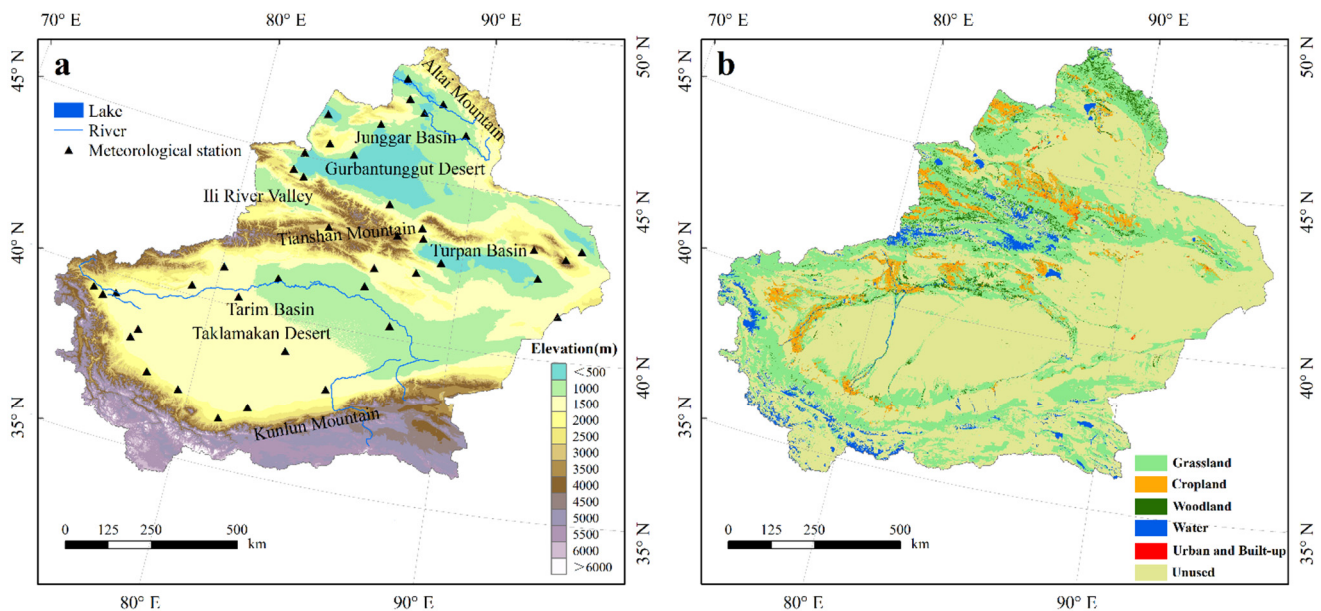 70° E
80° E
90° E
45° N
40° N
35° N
50° N
45° N
40° N
35° N
80° E
90° E
a
Lake
River
Meteorological station
Altai Mountain
Junggar Basin
Gurbantunggut Desert
Ili River Valley
Tianshan Mountain
Turpan Basin
Tarim Basin
Taklamakan Desert
Kunlun Mountain
Elevation(m)
<500
1000
1500
2000
2500
3000
3500
4000
4500
5000
5500
6000
>6000
0 125 250 500
km
70° E
80° E
90° E
45° N
40° N
35° N
50° N
45° N
40° N
35° N
80° E
90° E
b
Grassland
Cropland
Woodland
Water
Urban and Built-up
Unused
0 125 250 500
km